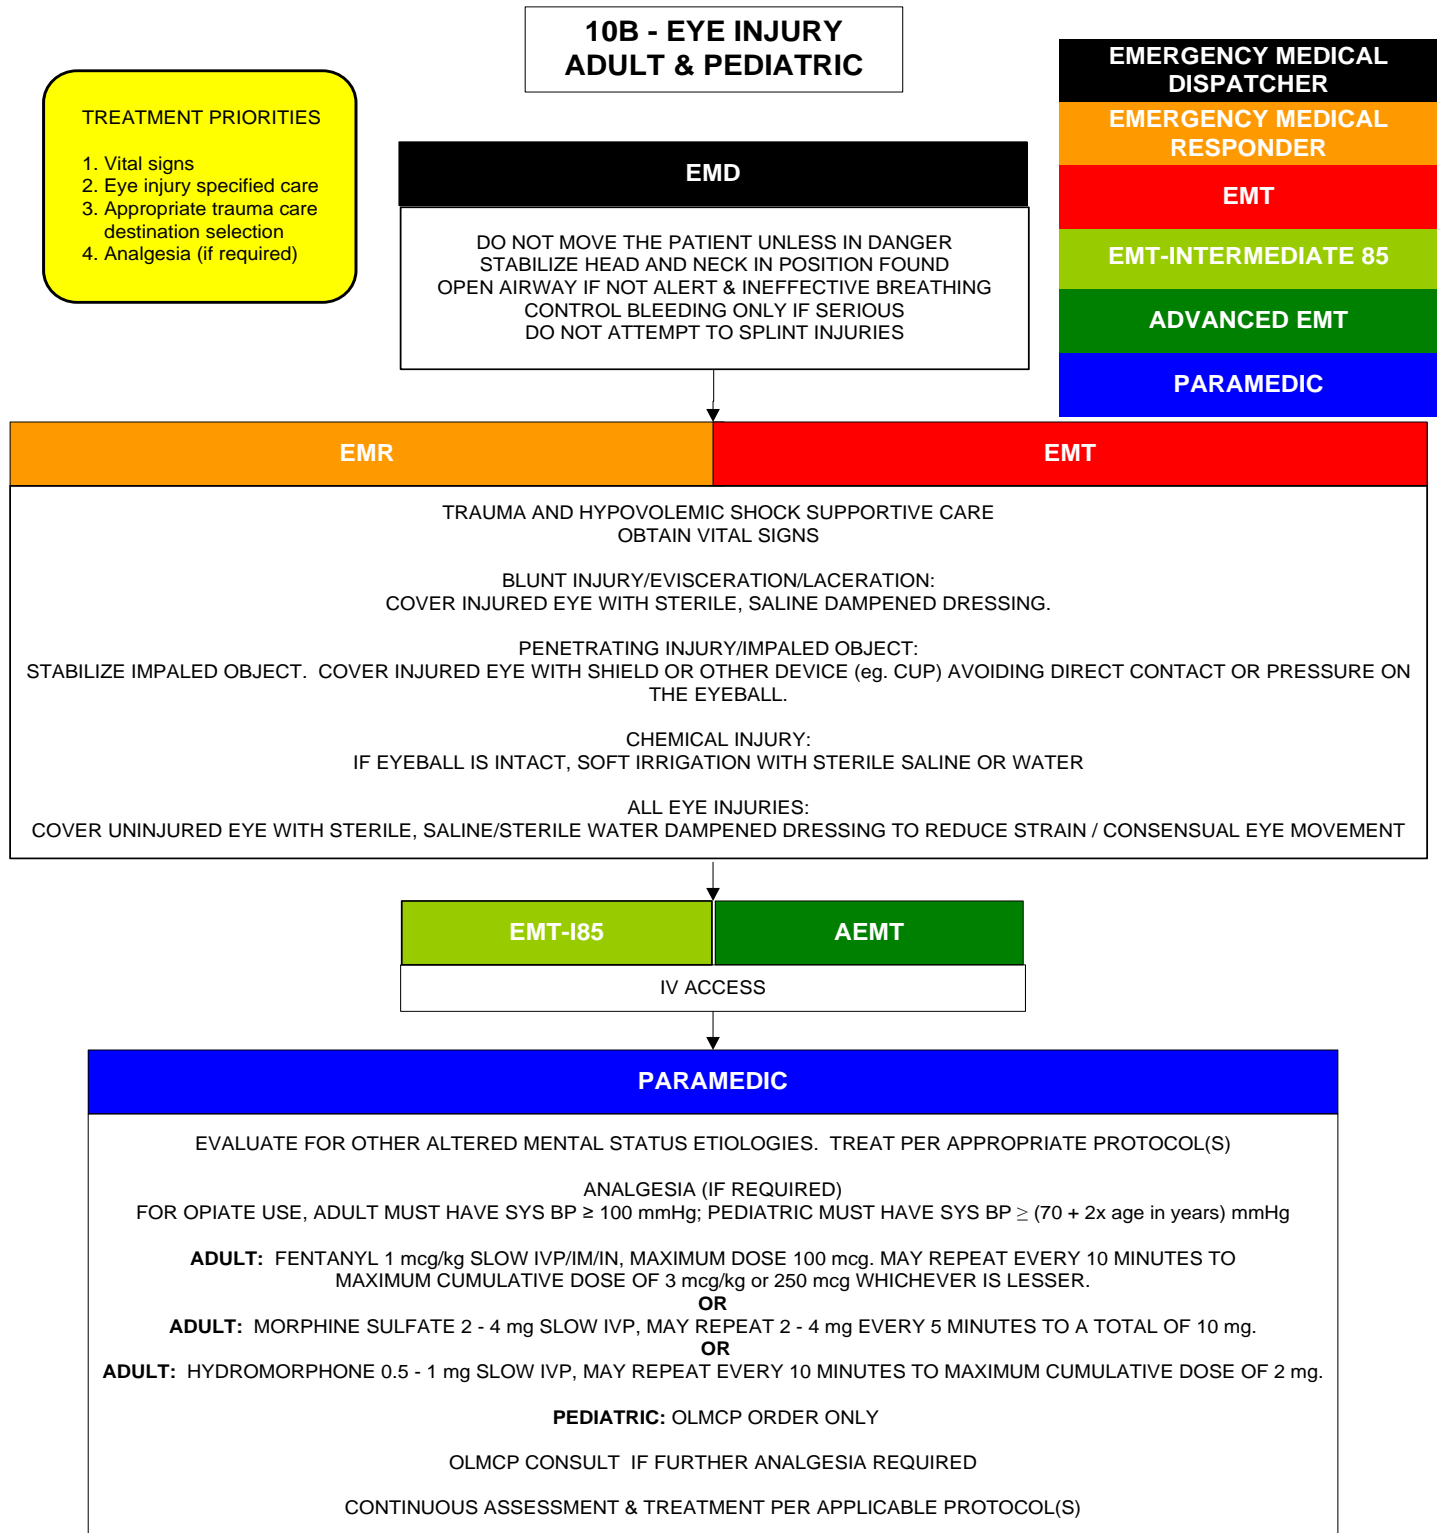 10B - EYE INJURY
ADULT & PEDIATRIC
TREATMENT PRIORITIES
1. Vital signs
2. Eye injury specified care
3. Appropriate trauma care
destination selection
4. Analgesia (if required)
EMERGENCY MEDICAL
DISPATCHER
EMERGENCY MEDICAL
RESPONDER
EMT
EMT-INTERMEDIATE 85
ADVANCED EMT
PARAMEDIC
EMD
DO NOT MOVE THE PATIENT UNLESS IN DANGER
STABILIZE HEAD AND NECK IN POSITION FOUND
OPEN AIRWAY IF NOT ALERT & INEFFECTIVE BREATHING
CONTROL BLEEDING ONLY IF SERIOUS
DO NOT ATTEMPT TO SPLINT INJURIES
EMR
EMT
TRAUMA AND HYPOVOLEMIC SHOCK SUPPORTIVE CARE
OBTAIN VITAL SIGNS
BLUNT INJURY/EVISCERATION/LACERATION:
COVER INJURED EYE WITH STERILE, SALINE DAMPENED DRESSING.
PENETRATING INJURY/IMPALED OBJECT:
STABILIZE IMPALED OBJECT.  COVER INJURED EYE WITH SHIELD OR OTHER DEVICE (eg. CUP) AVOIDING DIRECT CONTACT OR PRESSURE ON
THE EYEBALL.
CHEMICAL INJURY:
IF EYEBALL IS INTACT, SOFT IRRIGATION WITH STERILE SALINE OR WATER
ALL EYE INJURIES:
COVER UNINJURED EYE WITH STERILE, SALINE/STERILE WATER DAMPENED DRESSING TO REDUCE STRAIN / CONSENSUAL EYE MOVEMENT
EMT-I85
AEMT
IV ACCESS
PARAMEDIC
EVALUATE FOR OTHER ALTERED MENTAL STATUS ETIOLOGIES.  TREAT PER APPROPRIATE PROTOCOL(S)
ANALGESIA (IF REQUIRED)
FOR OPIATE USE, ADULT MUST HAVE SYS BP ≥ 100 mmHg; PEDIATRIC MUST HAVE SYS BP ≥ (70 + 2x age in years) mmHg
ADULT:  FENTANYL 1 mcg/kg SLOW IVP/IM/IN, MAXIMUM DOSE 100 mcg. MAY REPEAT EVERY 10 MINUTES TO
MAXIMUM CUMULATIVE DOSE OF 3 mcg/kg or 250 mcg WHICHEVER IS LESSER.
OR
ADULT:  MORPHINE SULFATE 2 - 4 mg SLOW IVP, MAY REPEAT 2 - 4 mg EVERY 5 MINUTES TO A TOTAL OF 10 mg.
OR
ADULT:  HYDROMORPHONE 0.5 - 1 mg SLOW IVP, MAY REPEAT EVERY 10 MINUTES TO MAXIMUM CUMULATIVE DOSE OF 2 mg.
PEDIATRIC: OLMCP ORDER ONLY
OLMCP CONSULT  IF FURTHER ANALGESIA REQUIRED
CONTINUOUS ASSESSMENT & TREATMENT PER APPLICABLE PROTOCOL(S)